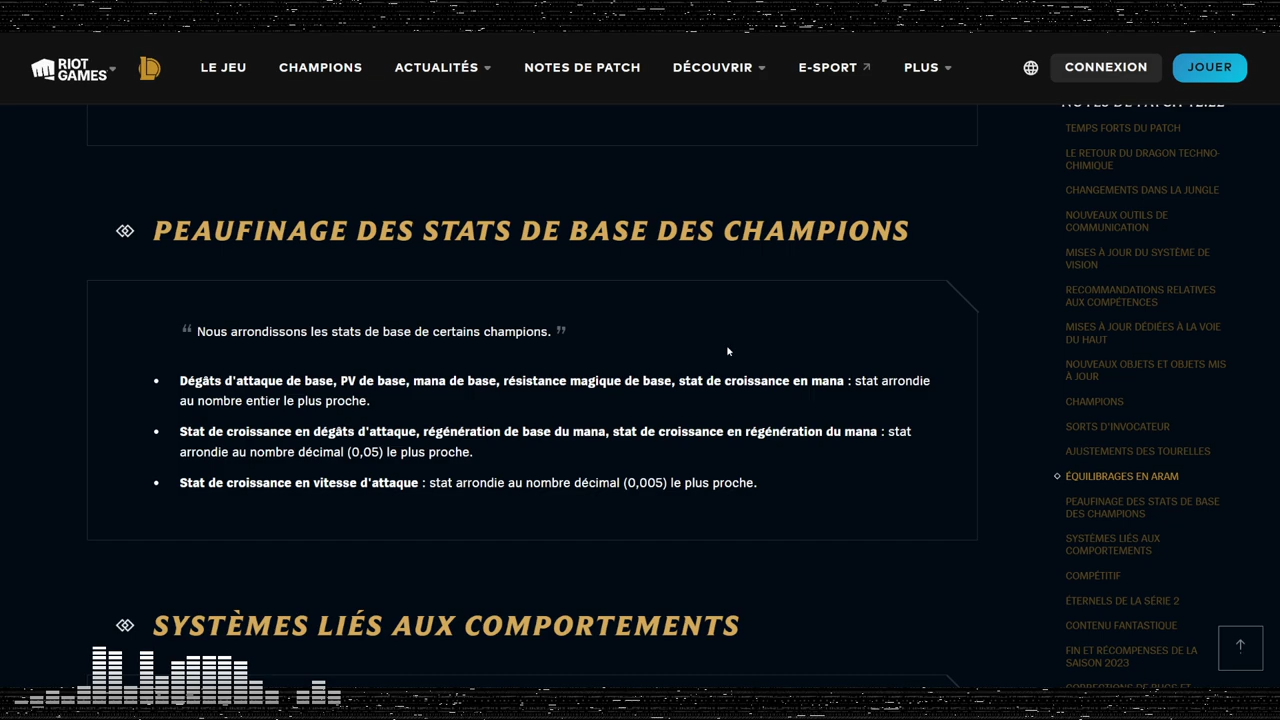 RIOT GAMES
LE JEU
CHAMPIONS
ACTUALITÉS
NOTES DE PATCH
DÉCOUVRIR
E-SPORT
PLUS
CONNEXION
JOUER
PEAUFINAGE DES STATS DE BASE DES CHAMPIONS
“ Nous arrondissons les stats de base de certains champions. ”
• Dégâts d'attaque de base, PV de base, mana de base, résistance magique de base, stat de croissance en mana : stat arrondie
au nombre entier le plus proche.
• Stat de croissance en dégâts d'attaque, régénération de base du mana, stat de croissance en régénération du mana : stat
arrondie au nombre décimal (0,05) le plus proche.
• Stat de croissance en vitesse d'attaque : stat arrondie au nombre décimal (0,005) le plus proche.
SYSTÈMES LIÉS AUX COMPORTEMENTS
NOTES DE PATCH 12.22
TEMPS FORTS DU PATCH
LE RETOUR DU DRAGON TECHNO-
CHIMIQUE
CHANGEMENTS DANS LA JUNGLE
NOUVEAUX OUTILS DE
COMMUNICATION
MISES À JOUR DU SYSTÈME DE
VISION
RECOMMANDATIONS RELATIVES
AUX COMPÉTENCES
MISES À JOUR DÉDIÉES À LA VOIE
DU HAUT
NOUVEAUX OBJETS ET OBJETS MIS
À JOUR
CHAMPIONS
SORTS D'INVOCATEUR
AJUSTEMENTS DES TOURELLES
ÉQUILIBRAGES EN ARAM
PEAUFINAGE DES STATS DE BASE
DES CHAMPIONS
SYSTÈMES LIÉS AUX
COMPORTEMENTS
COMPÉTITIF
ÉTERNELS DE LA SÉRIE 2
CONTENU FANTASTIQUE
FIN ET RÉCOMPENSES DE LA
SAISON 2023
CORRECTIONS DE BUGS ET